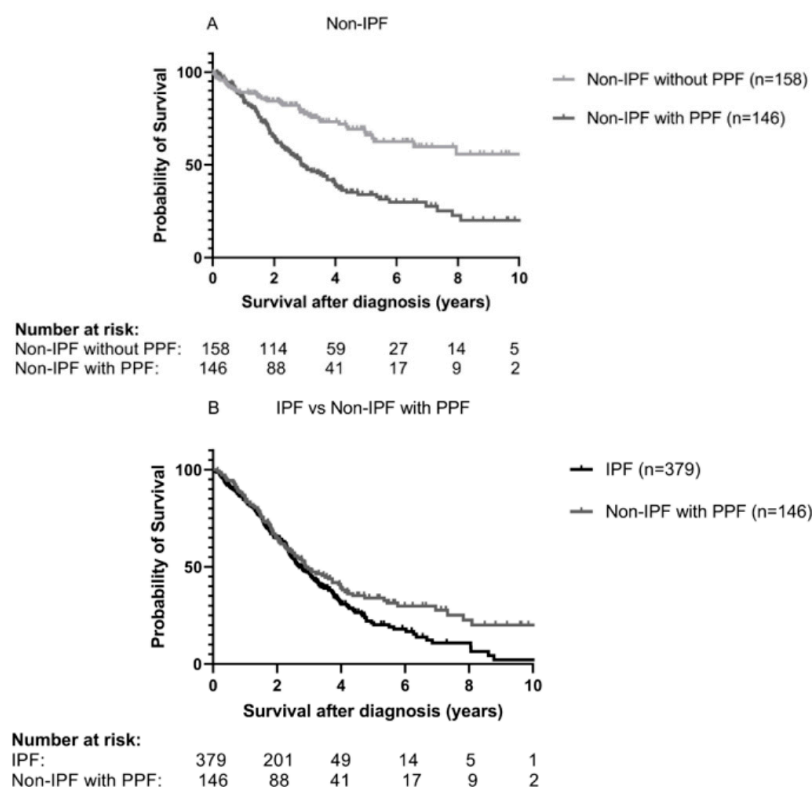 A Non-IPF
100
50
0
Probability of Survival
0 2 4 6 8 10
Survival after diagnosis (years)
Non-IPF without PPF (n=158)
Non-IPF with PPF (n=146)
Number at risk:
Non-IPF without PPF: 158 114 59 27 14 5
Non-IPF with PPF: 146 88 41 17 9 2
B IPF vs Non-IPF with PPF
100
50
0
Probability of Survival
0 2 4 6 8 10
Survival after diagnosis (years)
IPF (n=379)
Non-IPF with PPF (n=146)
Number at risk:
IPF: 379 201 49 14 5 1
Non-IPF with PPF: 146 88 41 17 9 2